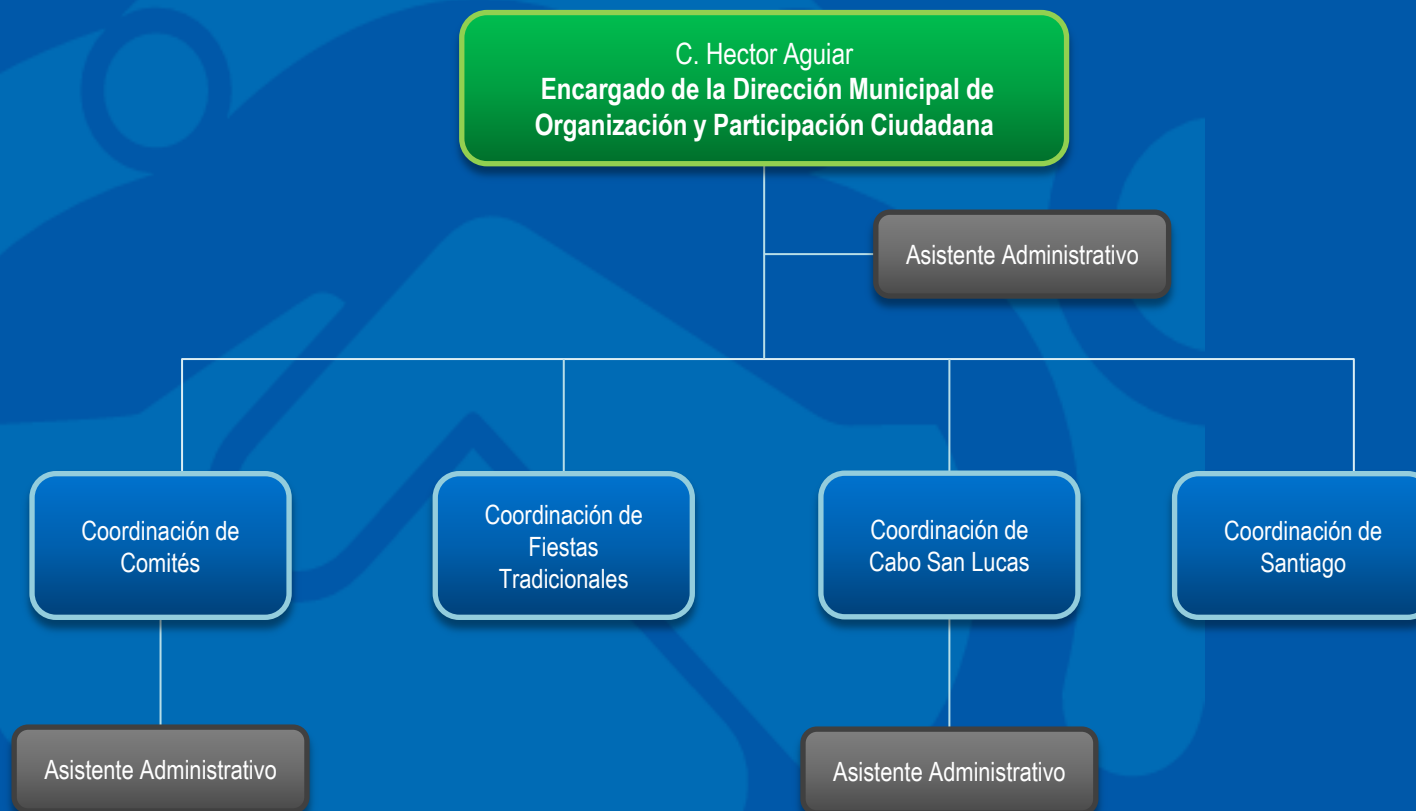 C. Hector Aguiar
Encargado de la Dirección Municipal de
Organización y Participación Ciudadana
Asistente Administrativo
Coordinación de
Comités
Coordinación de
Fiestas
Tradicionales
Coordinación de
Cabo San Lucas
Coordinación de
Santiago
Asistente Administrativo
Asistente Administrativo